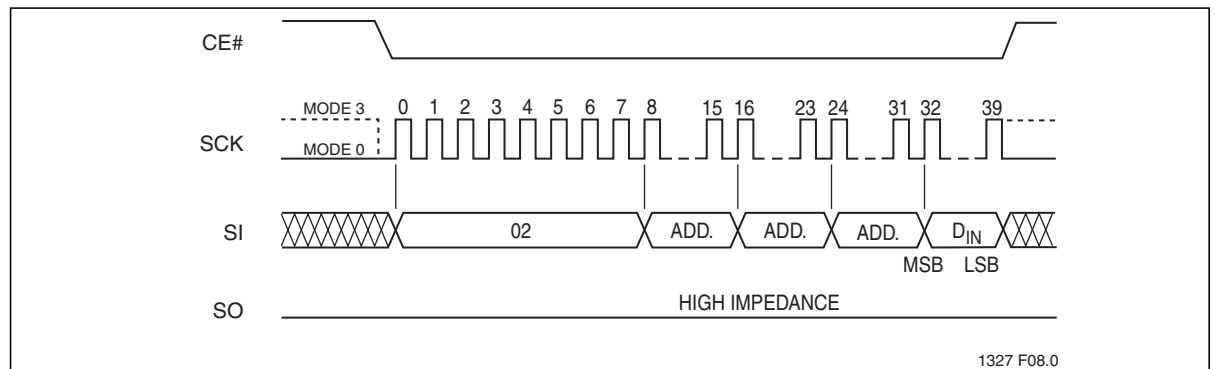 CE#
MODE 3 0 1 2 3 4 5 6 7 8 15 16 23 24 31 32 39
SCK MODE 0
SI 02 ADD. ADD. ADD. DIN
MSB LSB
SO HIGH IMPEDANCE
1327 F08.0